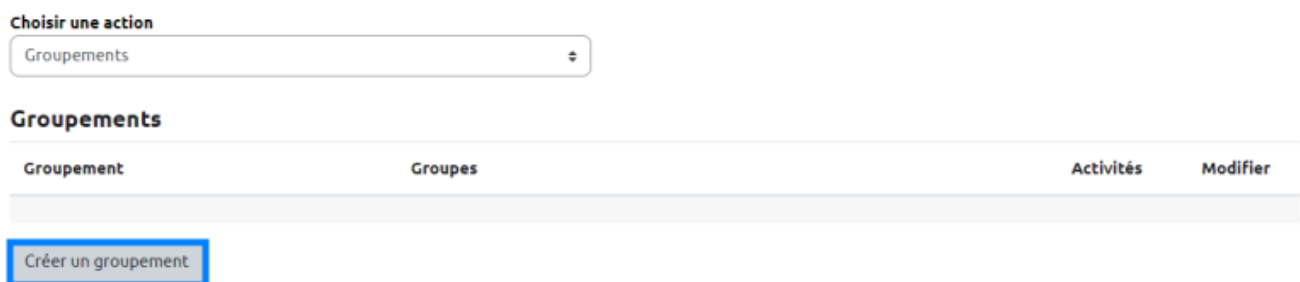 Choisir une action
Groupements
Groupements
Groupement Groupes Activités Modifier
Créer un groupement